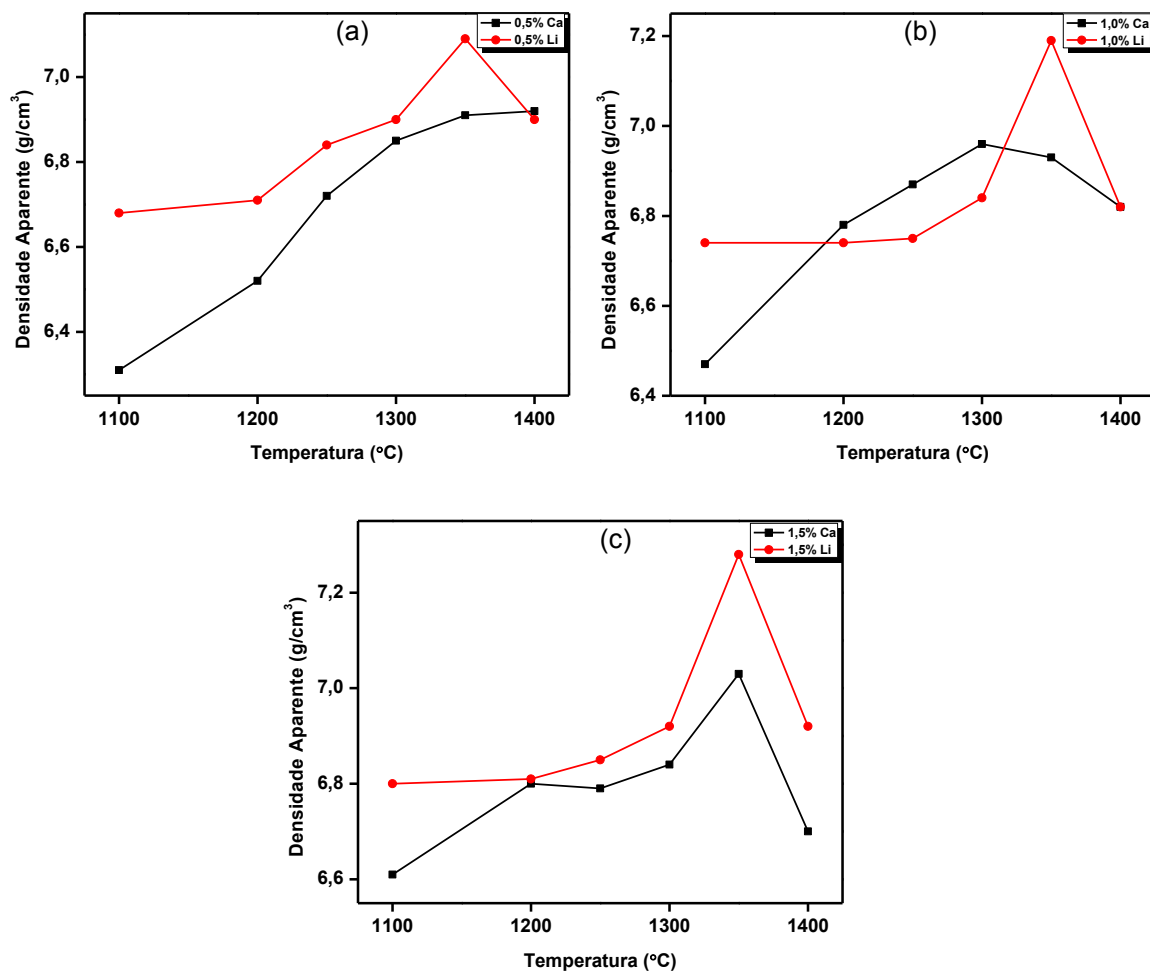 (a)
0,5% Ca
0,5% Li
7,0
6,8
6,6
6,4
Densidade Aparente (g/cm³)
1100 1200 1300 1400
Temperatura (°C)
(b)
1,0% Ca
1,0% Li
7,2
7,0
6,8
6,6
6,4
Densidade Aparente (g/cm³)
1100 1200 1300 1400
Temperatura (°C)
(c)
1,5% Ca
1,5% Li
7,2
7,0
6,8
6,6
Densidade Aparente (g/cm³)
1100 1200 1300 1400
Temperatura (°C)